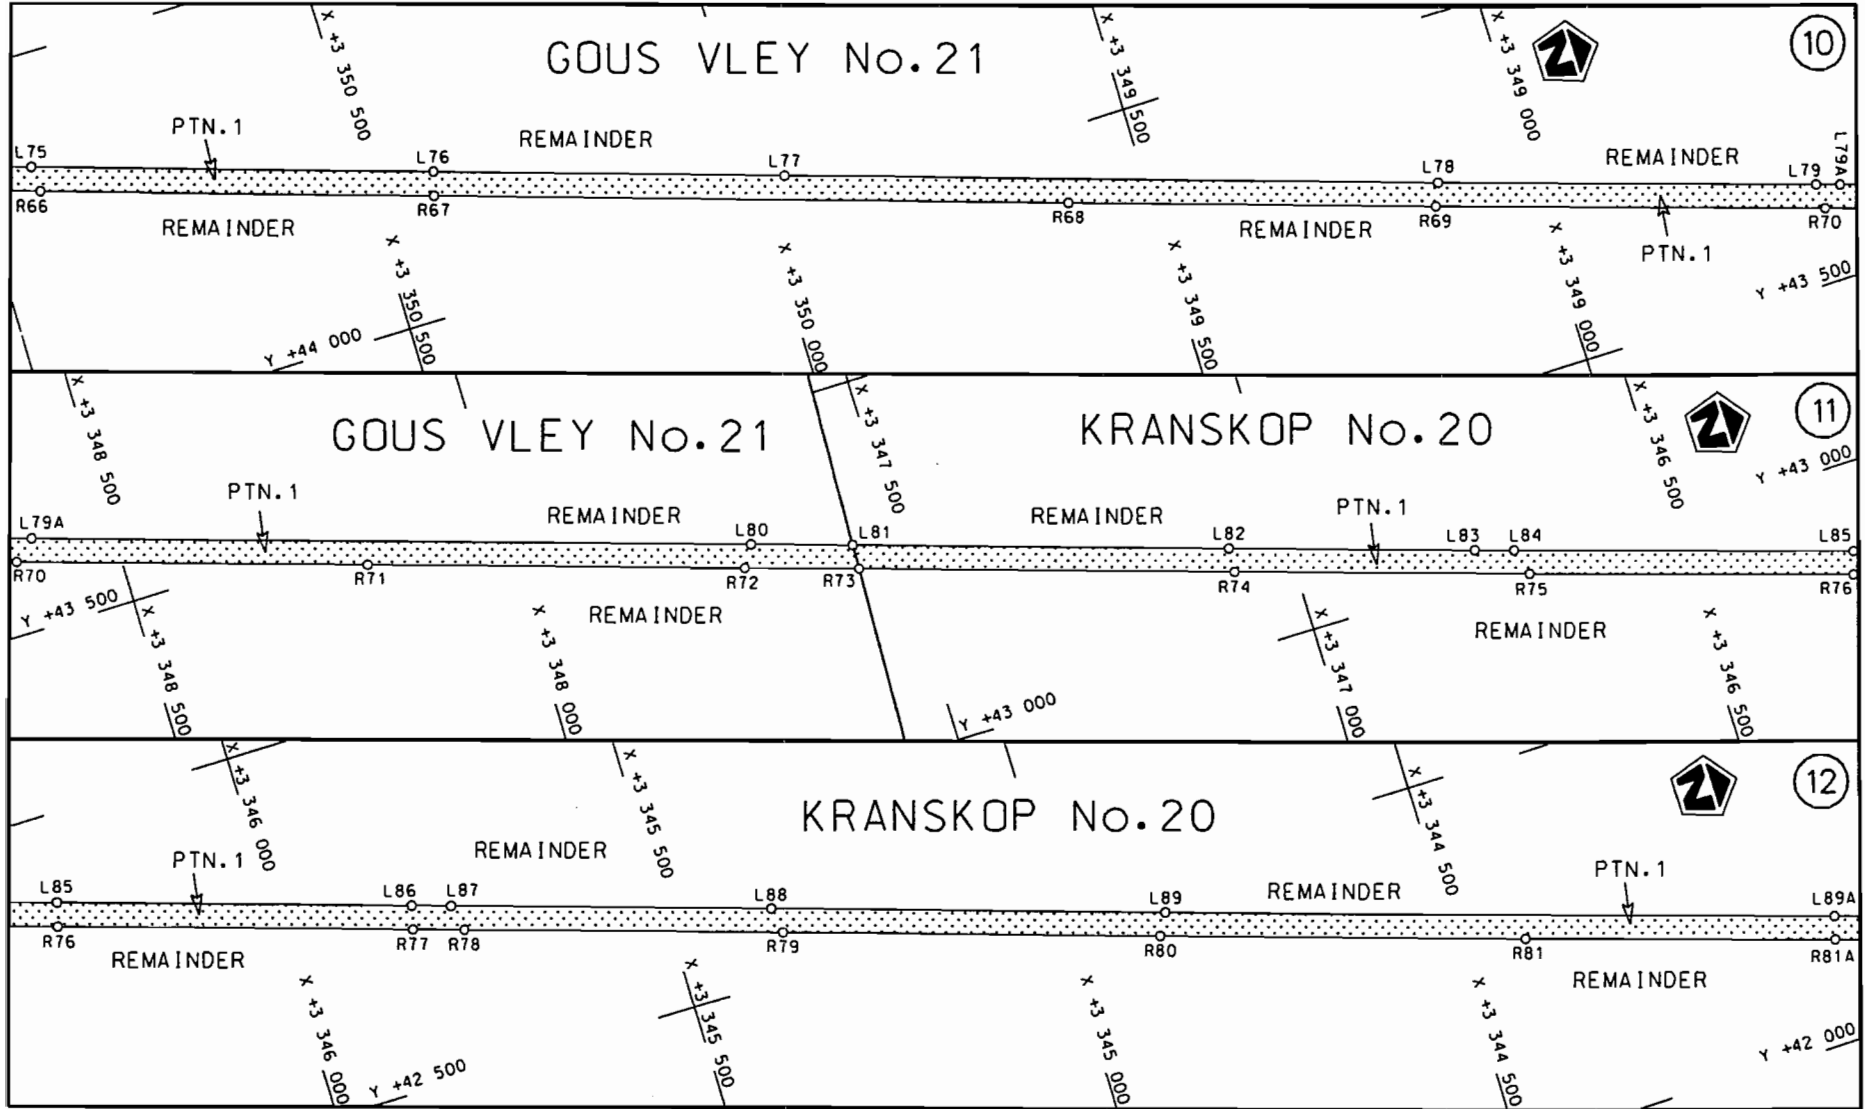 GOUS VLEY No.21
10
X +3 350 500
X +3 349 500
X +3 349 000
PTN.1
REMAINDER
REMAINDER
L75
L76
L77
L78
L79
L79A
R66
R67
R68
R69
R70
REMAINDER
REMAINDER
PTN.1
X +3 350 500
X +3 350 000
X +3 349 500
X +3 349 000
Y +43 500
Y +44 000
X +3 348 500
GOUS VLEY No.21
X +3 347 500
KRANSKOP No.20
X +3 346 500
11
Y +43 000
PTN.1
REMAINDER
REMAINDER
PTN.1
L79A
L80
L81
L82
L83
L84
L85
R70
R71
R72
R73
R74
R75
R76
Y +43 500
X +3 348 500
X +3 348 000
REMAINDER
X +3 347 000
REMAINDER
X +3 346 500
Y +43 000
X +3 346 000
X +3 345 500
KRANSKOP No.20
X +3 344 500
12
PTN.1
REMAINDER
REMAINDER
PTN.1
L85
L86
L87
L88
L89
L89A
R76
R77
R78
R79
R80
R81
R81A
REMAINDER
REMAINDER
X +3 346 000
X +3 345 500
X +3 345 000
X +3 344 500
Y +42 500
Y +42 000